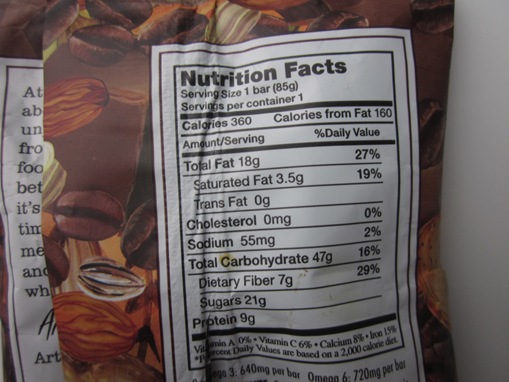 At
ab
un
fro
foo
bet
it's
tim
me
and
wh
Art
Nutrition Facts
Serving Size 1 bar (85g)
Servings per container 1
Calories 360 Calories from Fat 160
Amount/Serving %Daily Value
Total Fat 18g 27%
Saturated Fat 3.5g 19%
Trans Fat 0g
Cholesterol 0mg 0%
Sodium 55mg 2%
Total Carbohydrate 47g 16%
Dietary Fiber 7g 29%
Sugars 21g
Protein 9g
Vitamin A 0% • Vitamin C 6% • Calcium 8% • Iron 15%
*Percent Daily Values are based on a 2,000 calorie diet.
Omega 3: 640mg per bar Omega 6: 720mg per bar